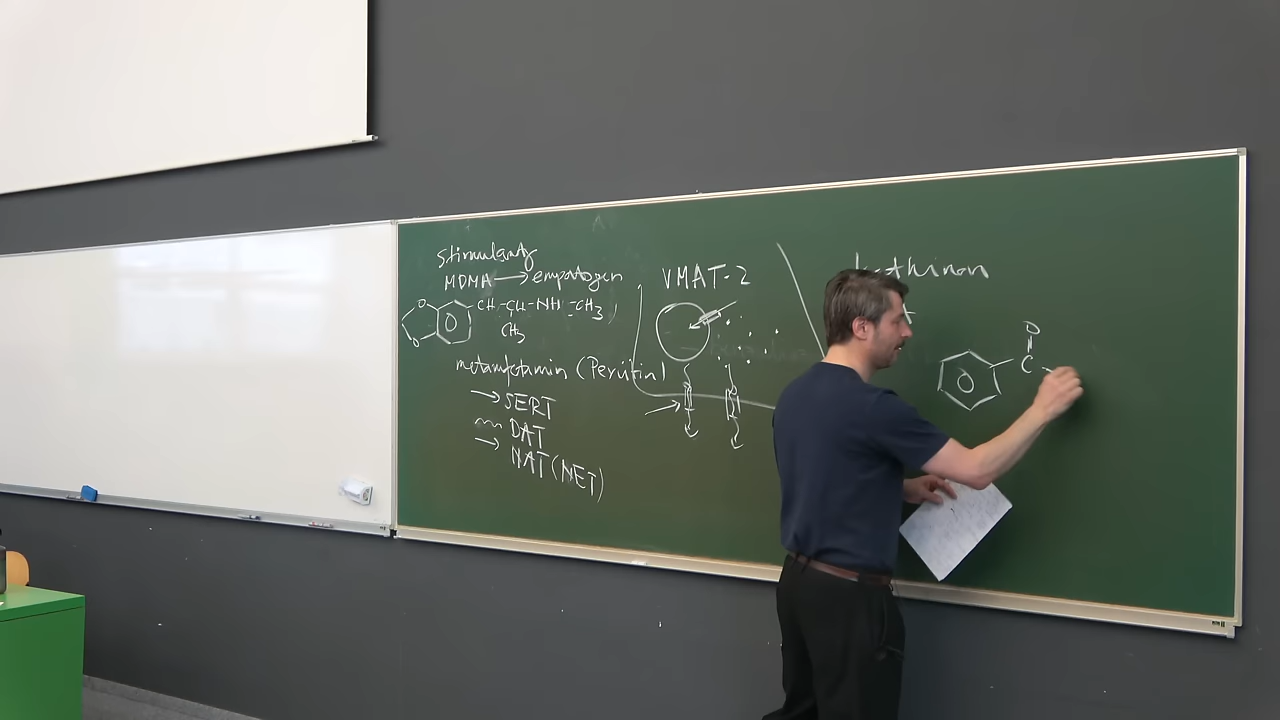 stimulanty
MDMA → empatogen
CH-CH-NH-CH3
CH3
O
O
metamfetamin (Pervitin)
→ SERT
DAT
→ NAT (NET)
VMAT-2
O
C